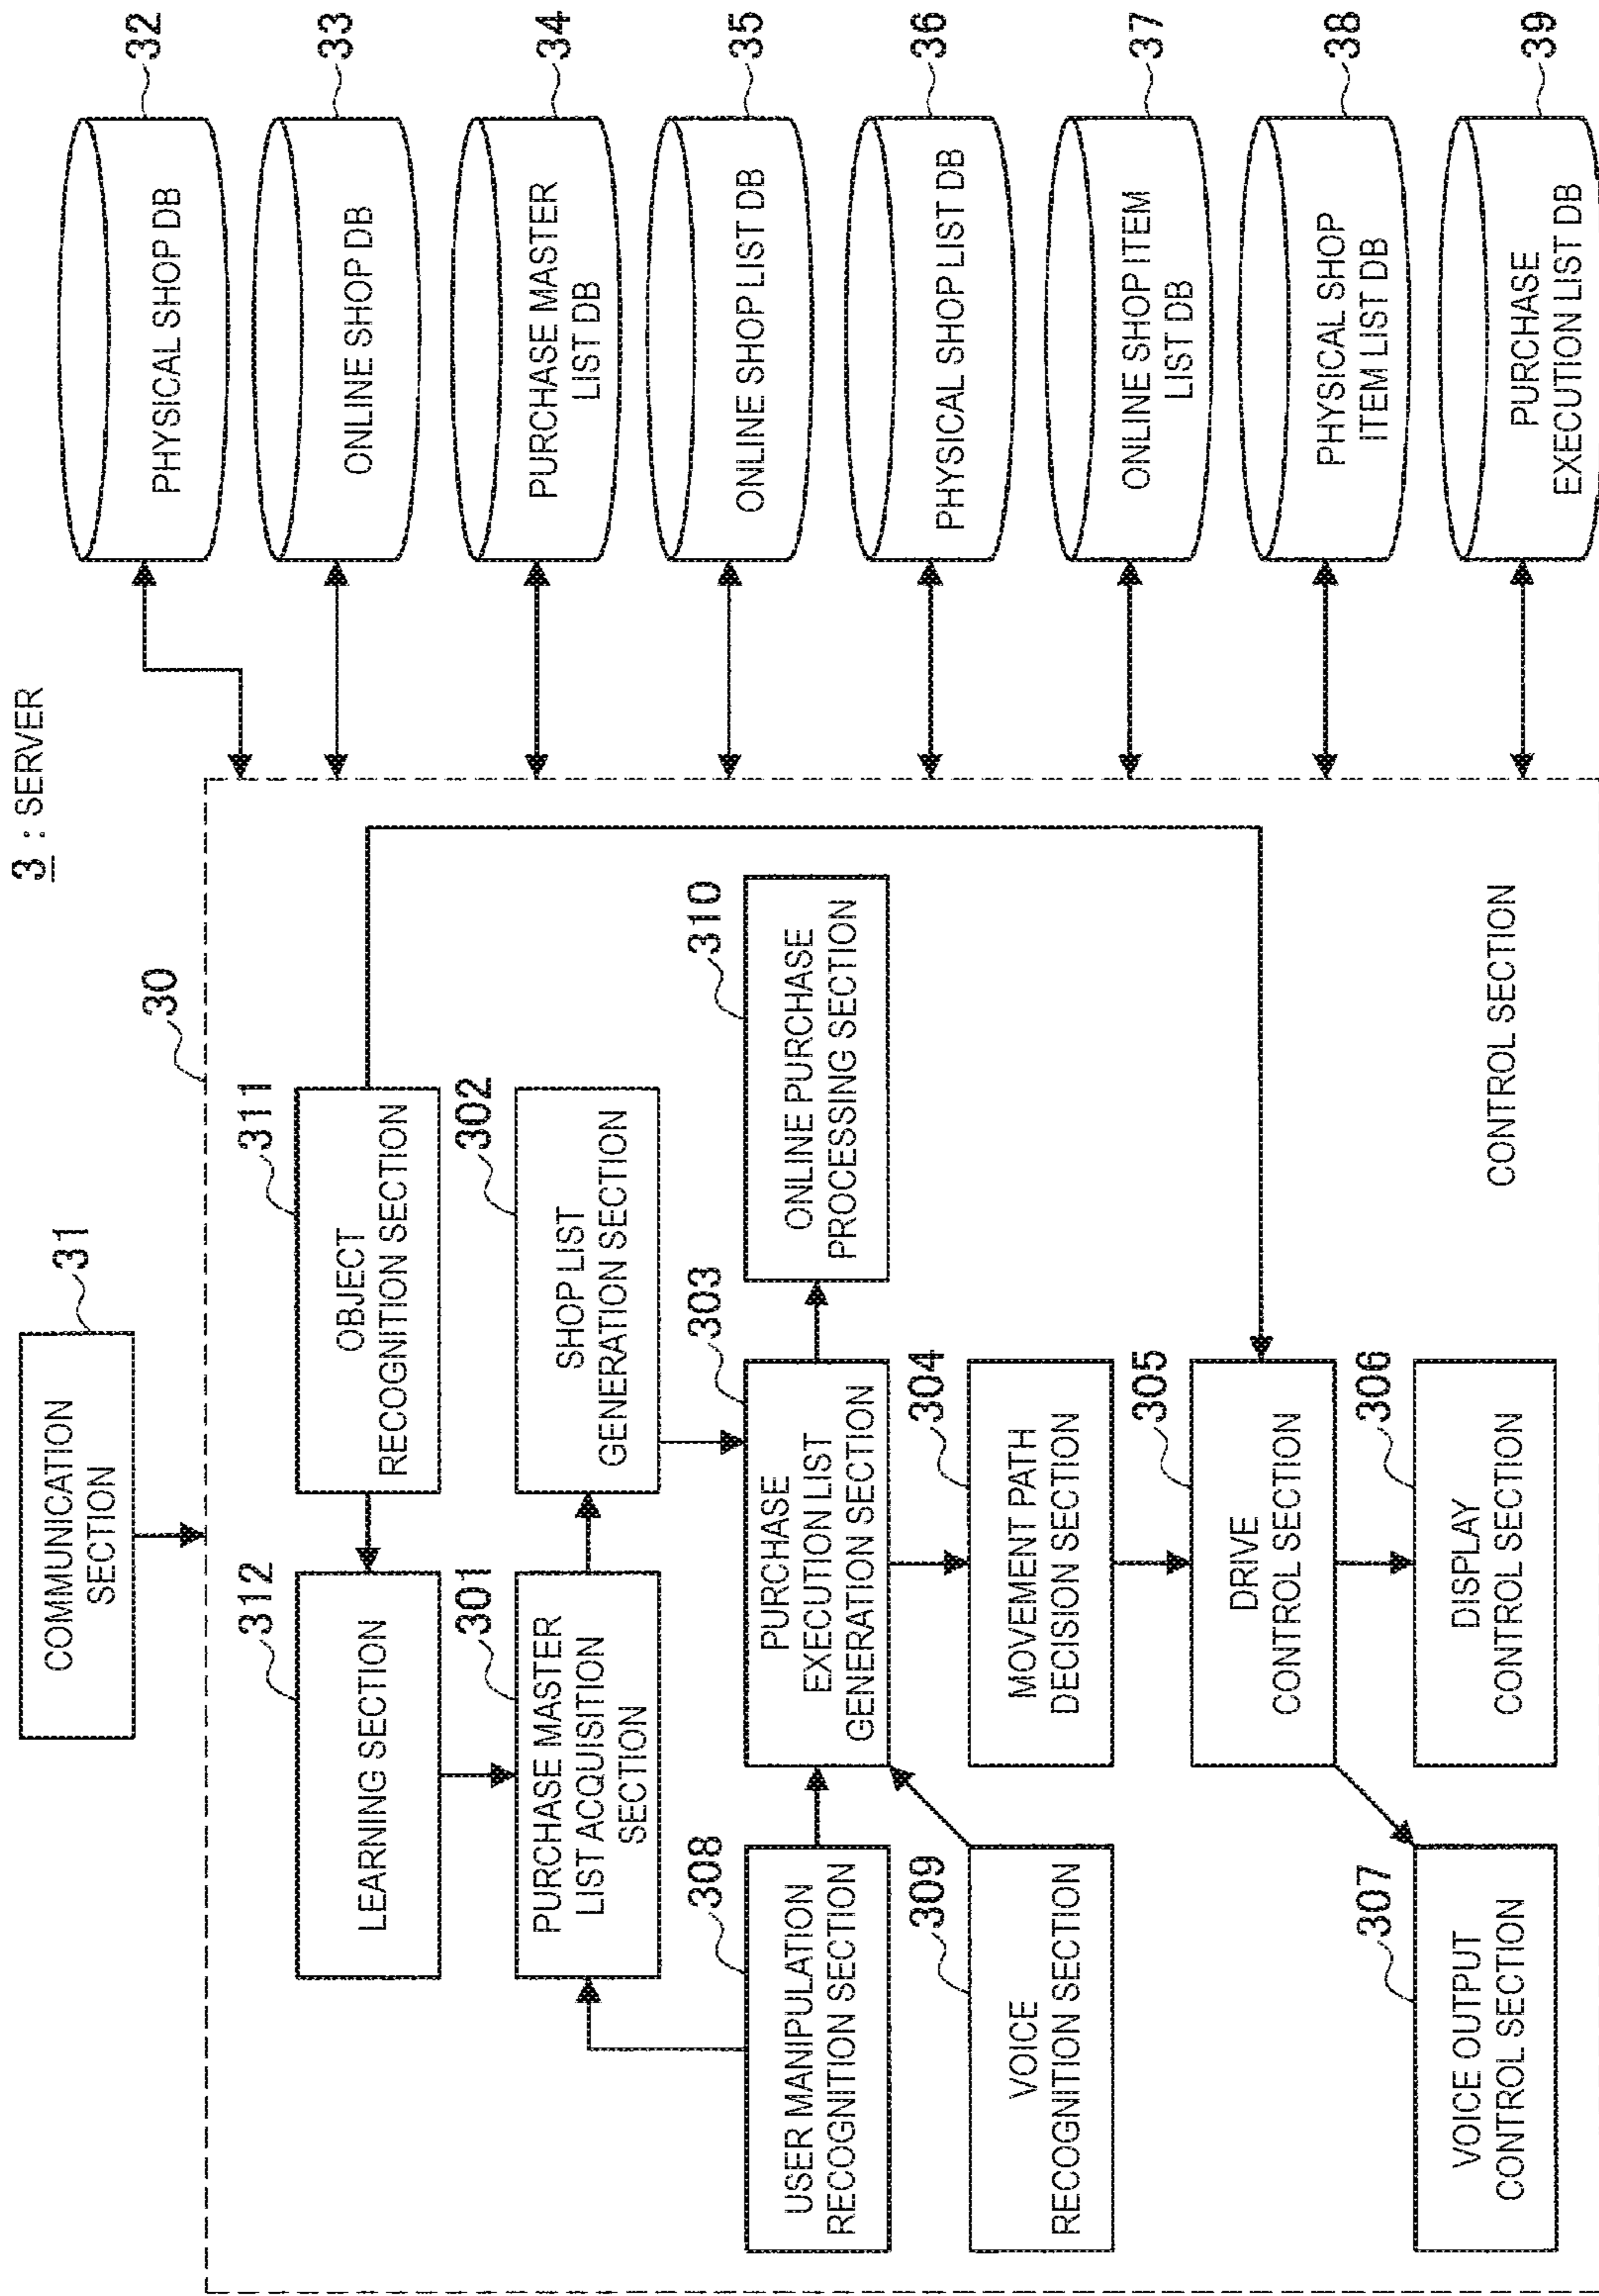 3 : SERVER
COMMUNICATION
SECTION
31
30
LEARNING SECTION
312
OBJECT
RECOGNITION SECTION
311
PURCHASE MASTER
LIST ACQUISITION
SECTION
301
SHOP LIST
GENERATION SECTION
302
USER MANIPULATION
RECOGNITION SECTION
308
PURCHASE
EXECUTION LIST
GENERATION SECTION
303
ONLINE PURCHASE
PROCESSING SECTION
310
VOICE
RECOGNITION SECTION
309
MOVEMENT PATH
DECISION SECTION
304
DRIVE
CONTROL SECTION
305
VOICE OUTPUT
CONTROL SECTION
307
DISPLAY
CONTROL SECTION
306
CONTROL SECTION
PHYSICAL SHOP DB
32
ONLINE SHOP DB
33
PURCHASE MASTER
LIST DB
34
ONLINE SHOP LIST DB
35
PHYSICAL SHOP LIST DB
36
ONLINE SHOP ITEM
LIST DB
37
PHYSICAL SHOP
ITEM LIST DB
38
PURCHASE
EXECUTION LIST DB
39